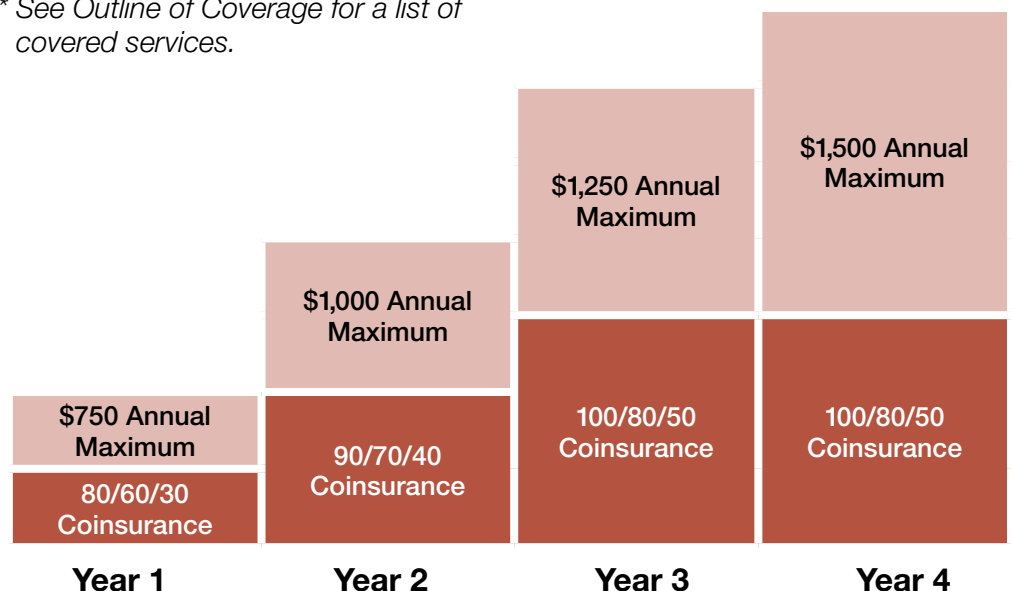 * See Outline of Coverage for a list of
covered services.
$750 Annual
Maximum
80/60/30
Coinsurance
Year 1
$1,000 Annual
Maximum
90/70/40
Coinsurance
Year 2
$1,250 Annual
Maximum
100/80/50
Coinsurance
Year 3
$1,500 Annual
Maximum
100/80/50
Coinsurance
Year 4